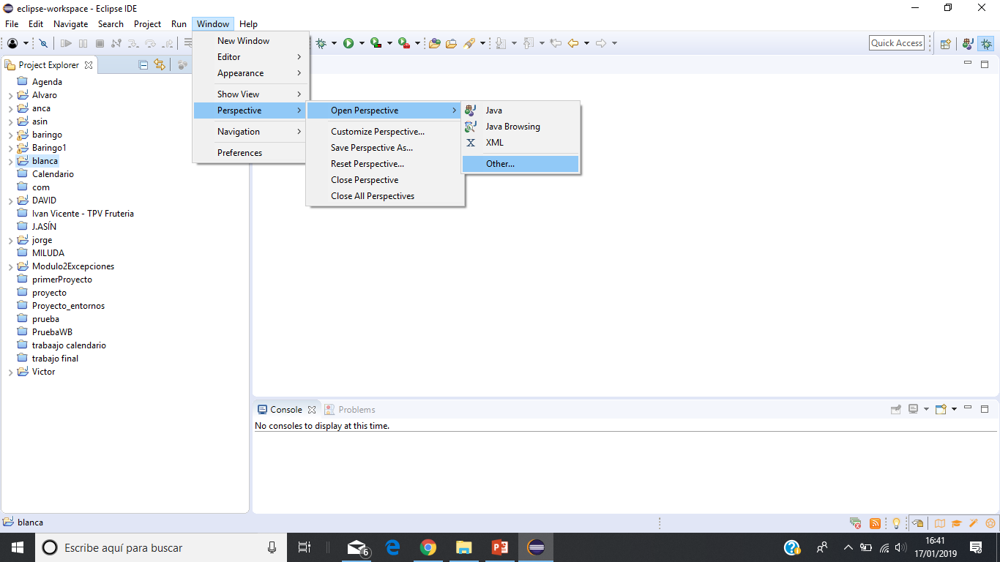 eclipse-workspace - Eclipse IDE
File Edit Navigate Search Project Run Window Help
Quick Access
New Window
Editor
Appearance
Show View
Perspective
Navigation
Preferences
Open Perspective
Customize Perspective...
Save Perspective As...
Reset Perspective...
Close Perspective
Close All Perspectives
Java
Java Browsing
XML
Other...
Project Explorer
Agenda
Alvaro
anca
asin
baringo
Baringo1
blanca
Calendario
com
DAVID
Ivan Vicente - TPV Fruteria
J.ASÍN
jorge
MILUDA
Modulo2Excepciones
primerProyecto
proyecto
Proyecto_entornos
prueba
PruebaWB
trabaajo calendario
trabajo final
Victor
Console Problems
No consoles to display at this time.
blanca
Escribe aquí para buscar
6
16:41
17/01/2019